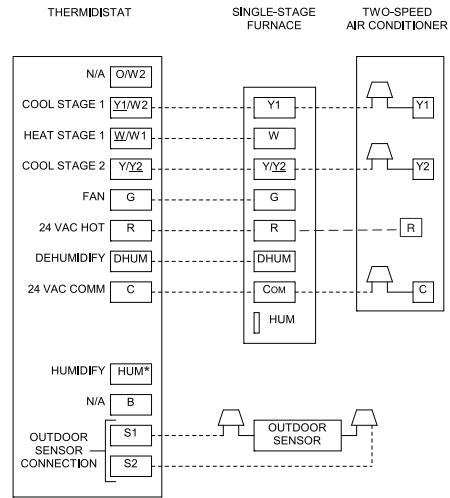 THERMIDISTAT
SINGLE-STAGE
FURNACE
TWO-SPEED
AIR CONDITIONER
N/A O/W2
COOL STAGE 1 Y1/W2 Y1 Y1
HEAT STAGE 1 W/W1 W
COOL STAGE 2 Y/Y2 Y/Y2 Y2
FAN G G
24 VAC HOT R R R
DEHUMIDIFY DHUM DHUM
24 VAC COMM C COM C
HUM
HUMIDIFY HUM*
N/A B
OUTDOOR
SENSOR
CONNECTION
S1
S2
OUTDOOR
SENSOR